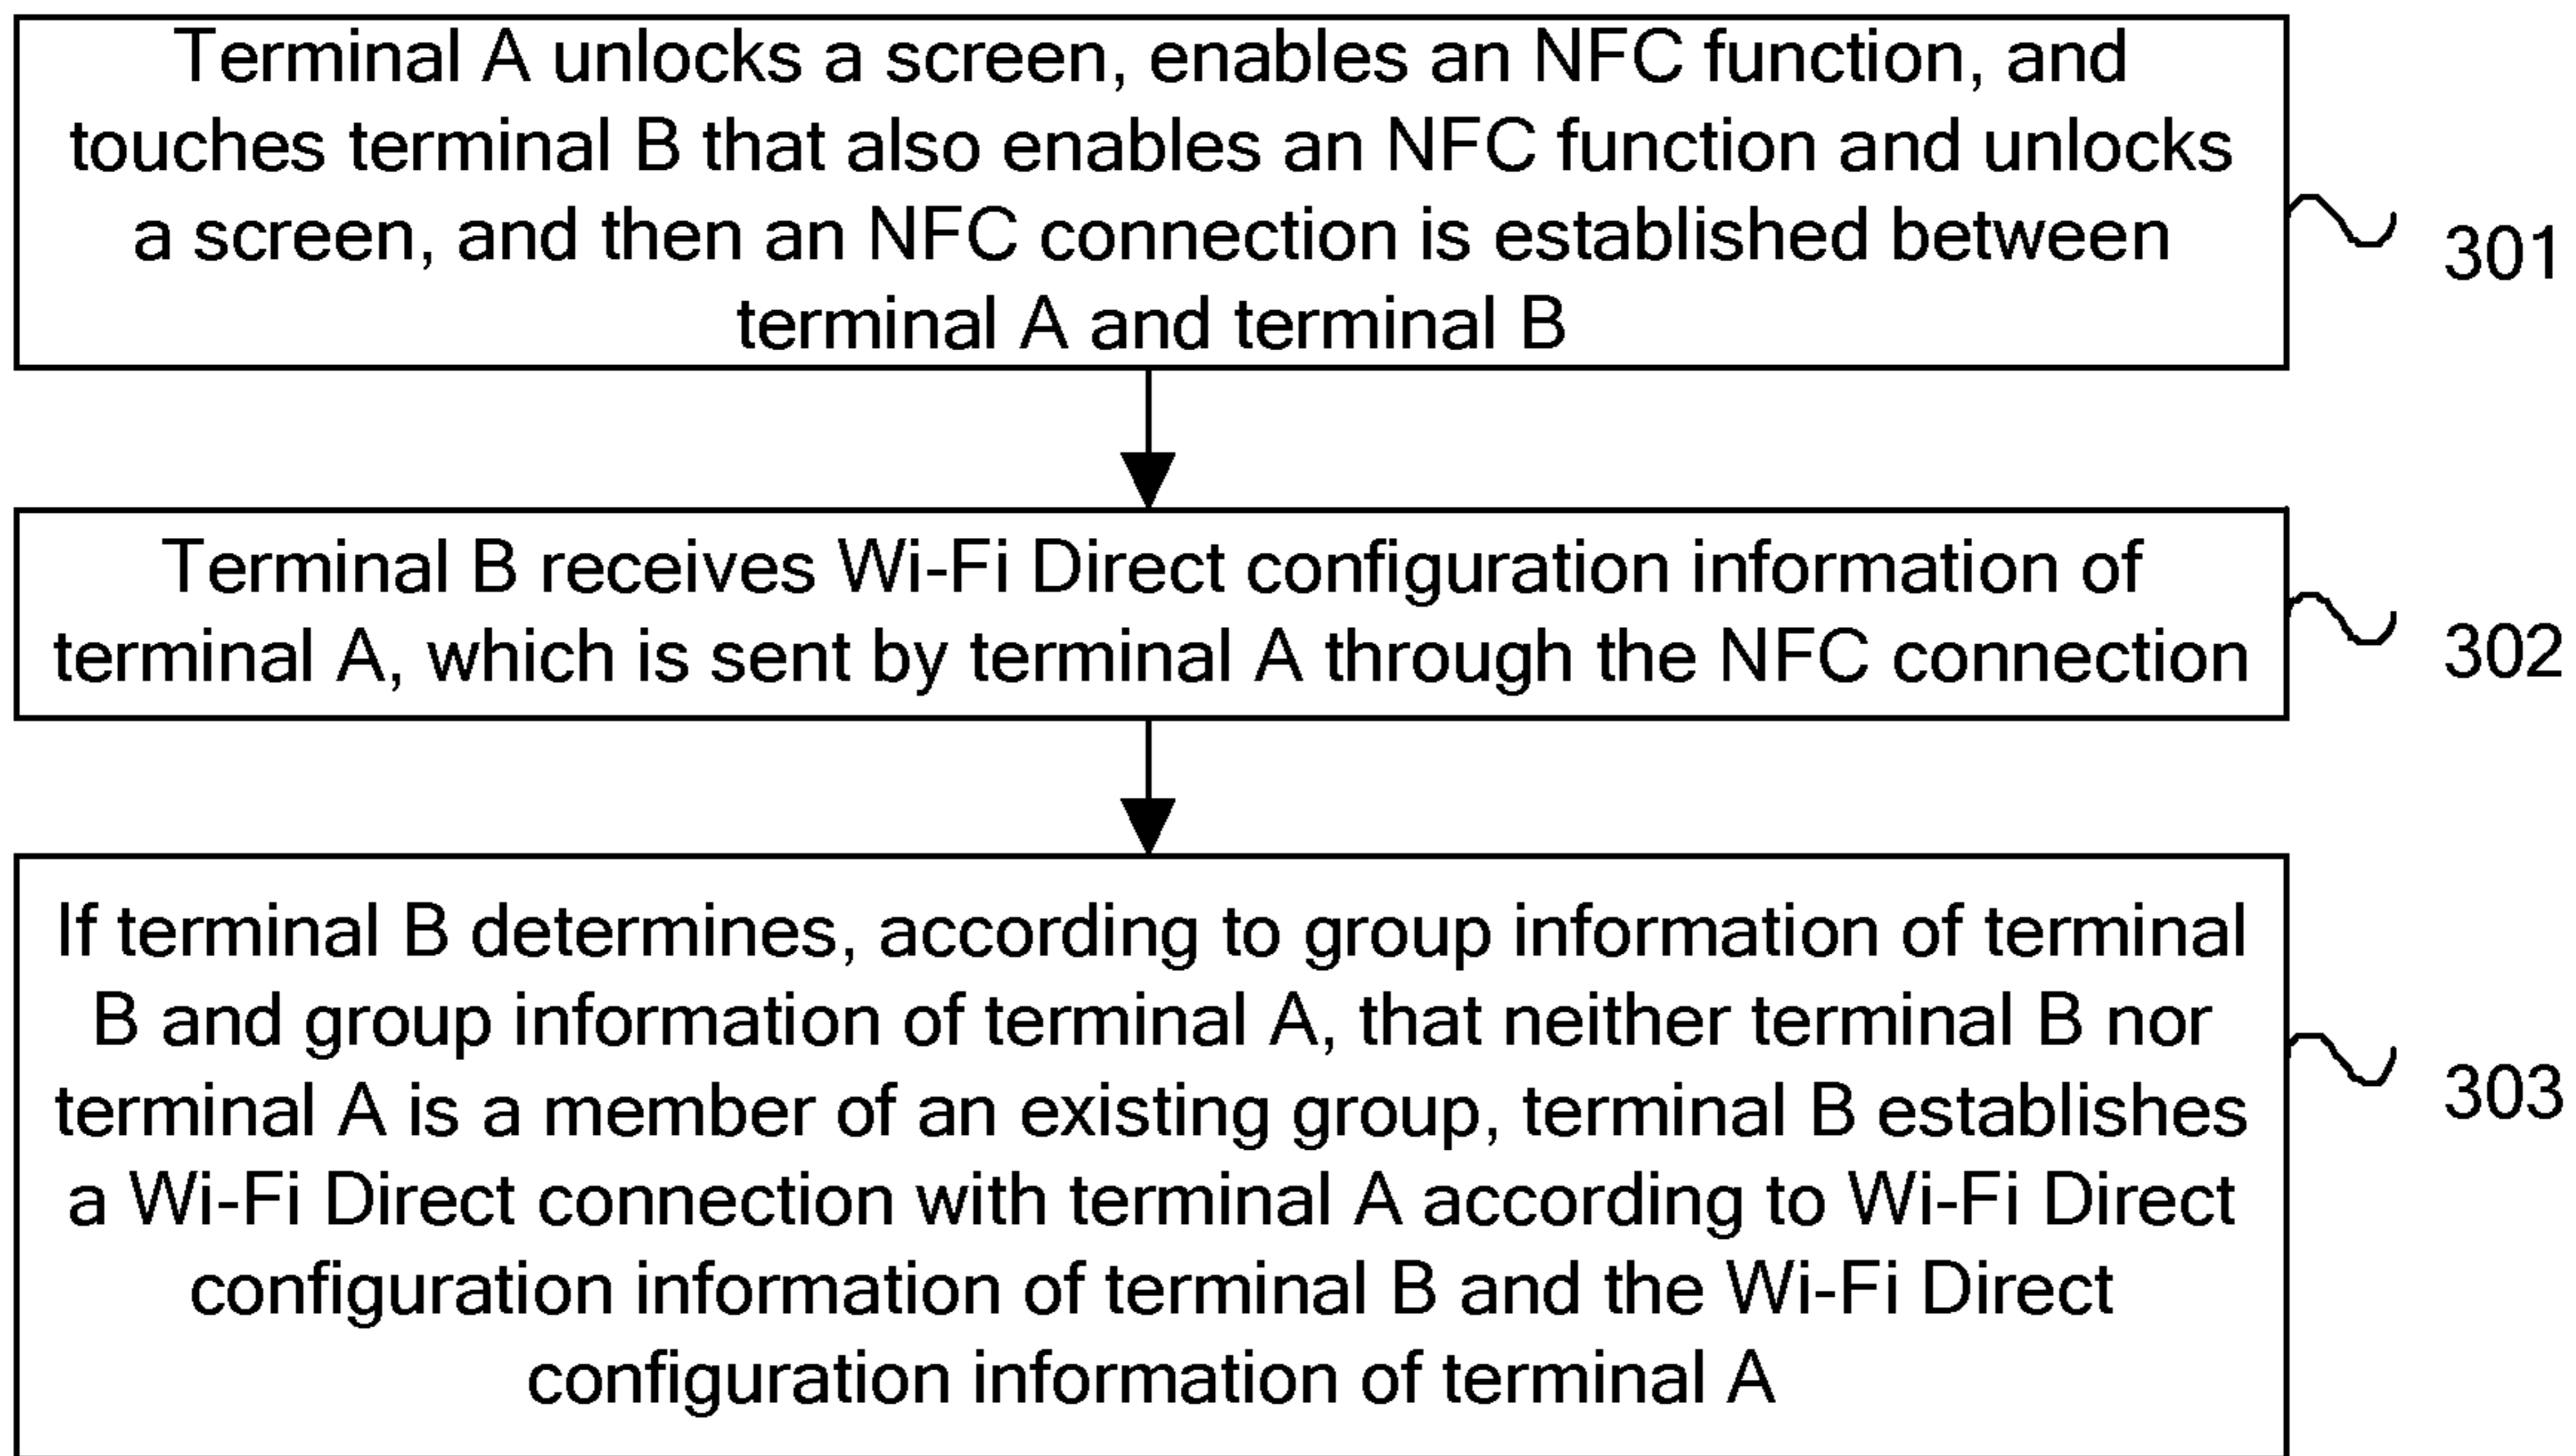 Terminal A unlocks a screen, enables an NFC function, and
touches terminal B that also enables an NFC function and unlocks
a screen, and then an NFC connection is established between
terminal A and terminal B
301
Terminal B receives Wi-Fi Direct configuration information of
terminal A, which is sent by terminal A through the NFC connection
302
If terminal B determines, according to group information of terminal
B and group information of terminal A, that neither terminal B nor
terminal A is a member of an existing group, terminal B establishes
a Wi-Fi Direct connection with terminal A according to Wi-Fi Direct
configuration information of terminal B and the Wi-Fi Direct
configuration information of terminal A
303